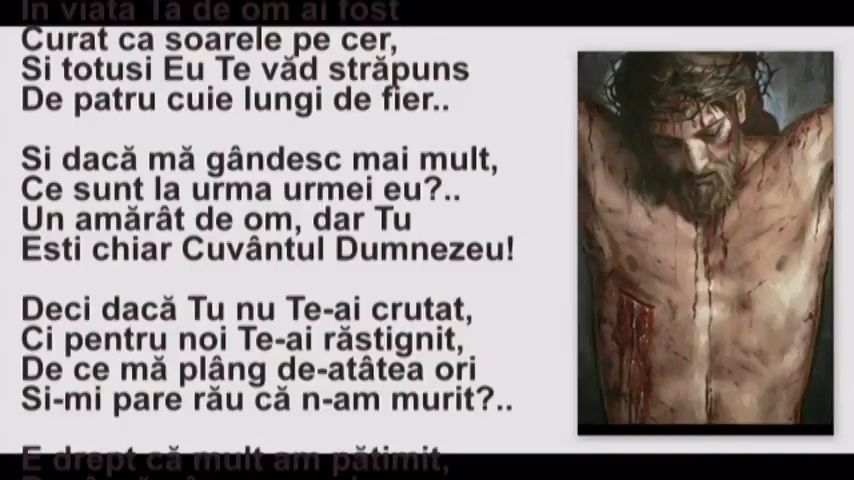 In viata Ta de om ai fost
Curat ca soarele pe cer,
Si totusi Eu Te văd străpuns
De patru cuie lungi de fier..
Si dacă mă gândesc mai mult,
Ce sunt la urma urmei eu?..
Un amărât de om, dar Tu
Esti chiar Cuvântul Dumnezeu!
Deci dacă Tu nu Te-ai crutat,
Ci pentru noi Te-ai răstignit,
De ce mă plâng de-atâtea ori
Si-mi pare rău că n-am murit?..
E drept că mult am pătimit,